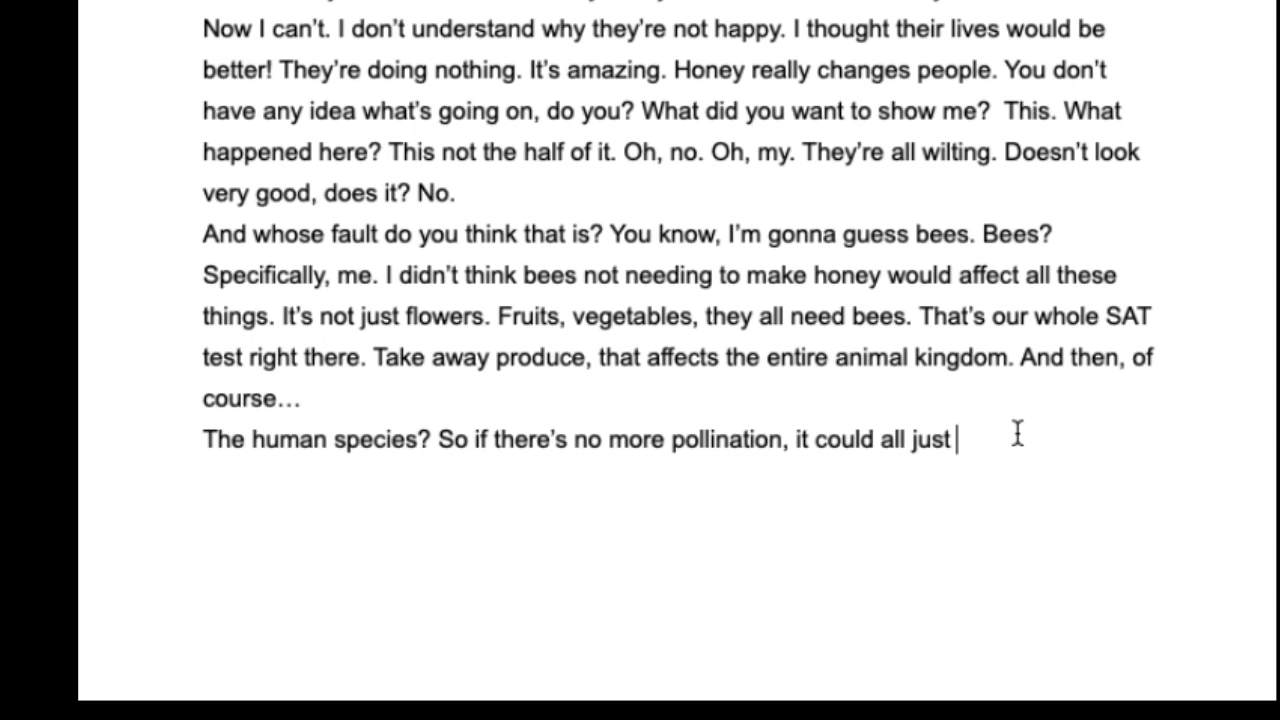 Now I can’t. I don’t understand why they’re not happy. I thought their lives would be
better! They’re doing nothing. It’s amazing. Honey really changes people. You don't
have any idea what’s going on, do you? What did you want to show me?  This. What
happened here? This not the half of it. Oh, no. Oh, my. They’re all wilting. Doesn’t look
very good, does it? No.
And whose fault do you think that is? You know, I’m gonna guess bees. Bees?
Specifically, me. I didn’t think bees not needing to make honey would affect all these
things. It’s not just flowers. Fruits, vegetables, they all need bees. That’s our whole SAT
test right there. Take away produce, that affects the entire animal kingdom. And then, of
course…
The human species? So if there’s no more pollination, it could all just